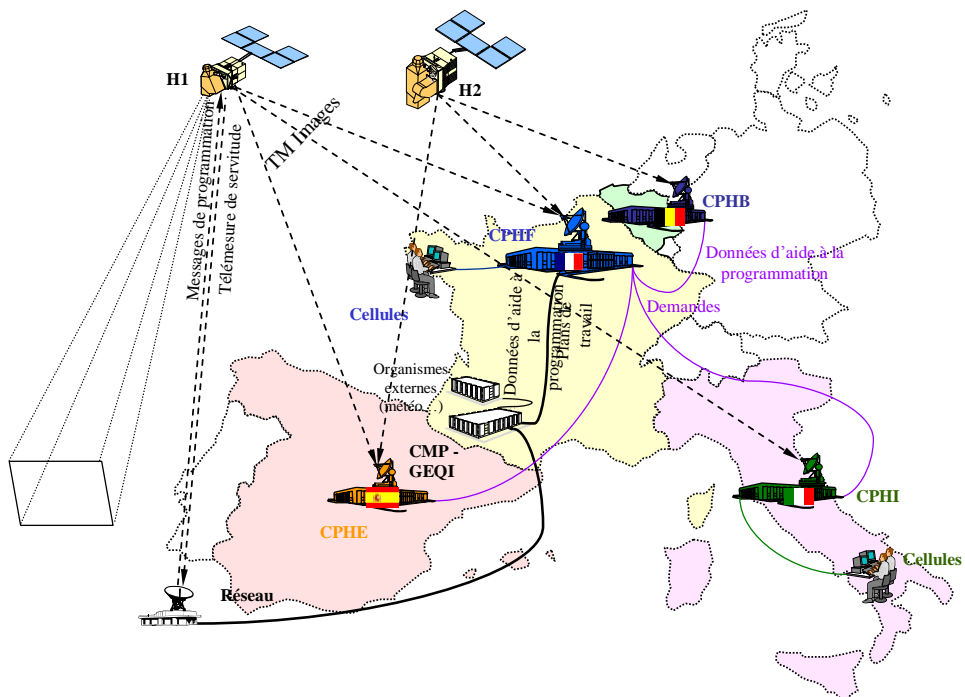 H1
H2
Messages de programmation
Télémesure de servitude
TM Images
CPHB
CPHF
Données d'aide à la
programmation
Demandes
Cellules
Données d'aide à
la
programmation
Plans de
travail
Organismes
externes
(météo…)
CMP -
GEQI
CPHE
CPHI
Cellules
Réseau